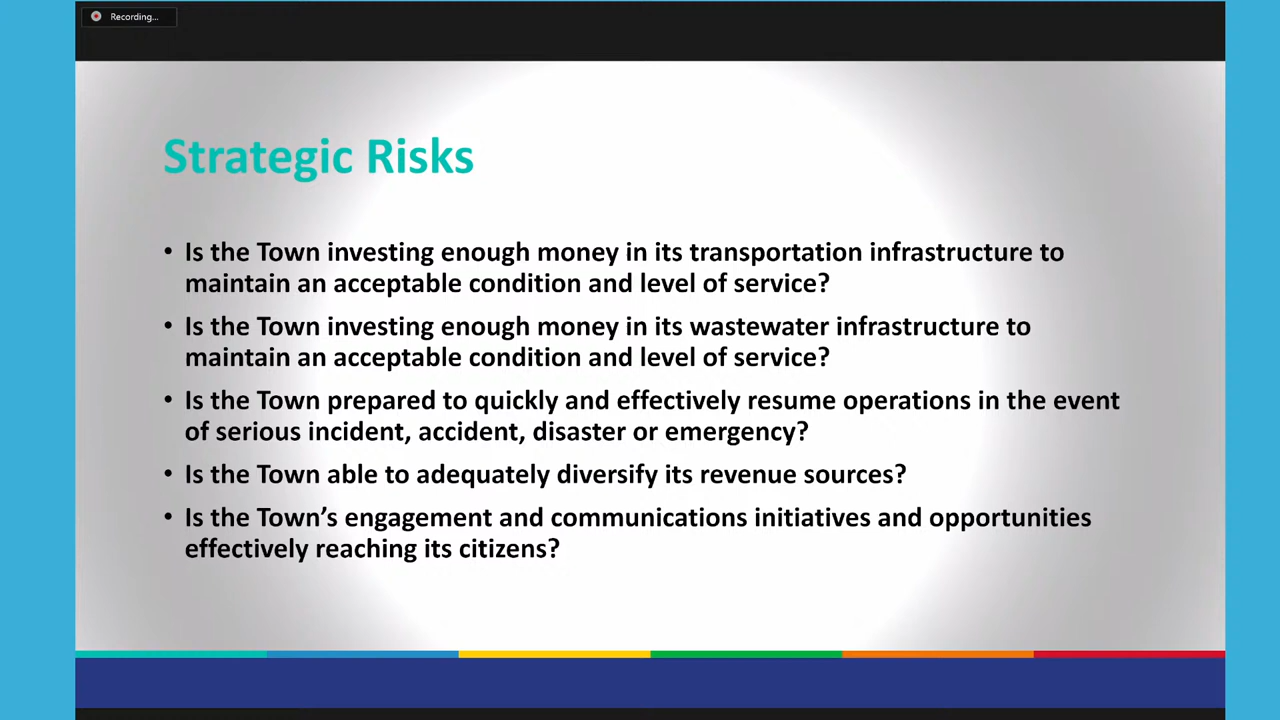 Recording...
Strategic Risks
• Is the Town investing enough money in its transportation infrastructure to
maintain an acceptable condition and level of service?
• Is the Town investing enough money in its wastewater infrastructure to
maintain an acceptable condition and level of service?
• Is the Town prepared to quickly and effectively resume operations in the event
of serious incident, accident, disaster or emergency?
• Is the Town able to adequately diversify its revenue sources?
• Is the Town’s engagement and communications initiatives and opportunities
effectively reaching its citizens?